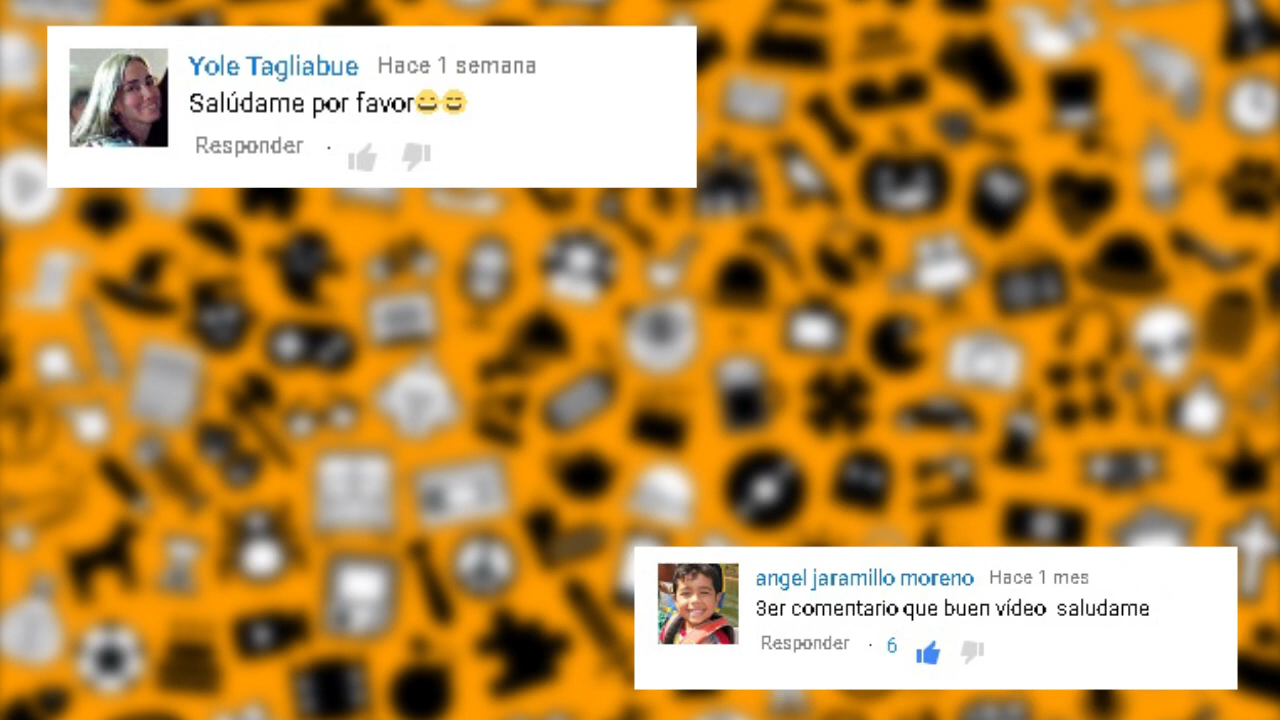 Yole Tagliabue Hace 1 semana
Salúdame por favor😄😄
Responder ·
angel jaramillo moreno Hace 1 mes
3er comentario que buen vídeo saludame
Responder · 6